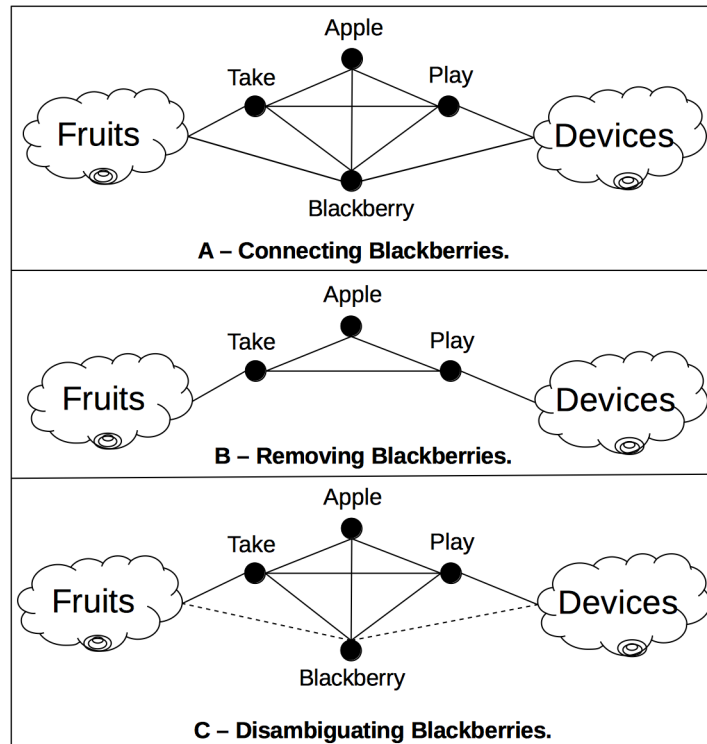 Apple
Take
Play
Fruits
Devices
Blackberry
A – Connecting Blackberries.
Apple
Take
Play
Fruits
Devices
B – Removing Blackberries.
Apple
Take
Play
Fruits
Devices
Blackberry
C – Disambiguating Blackberries.